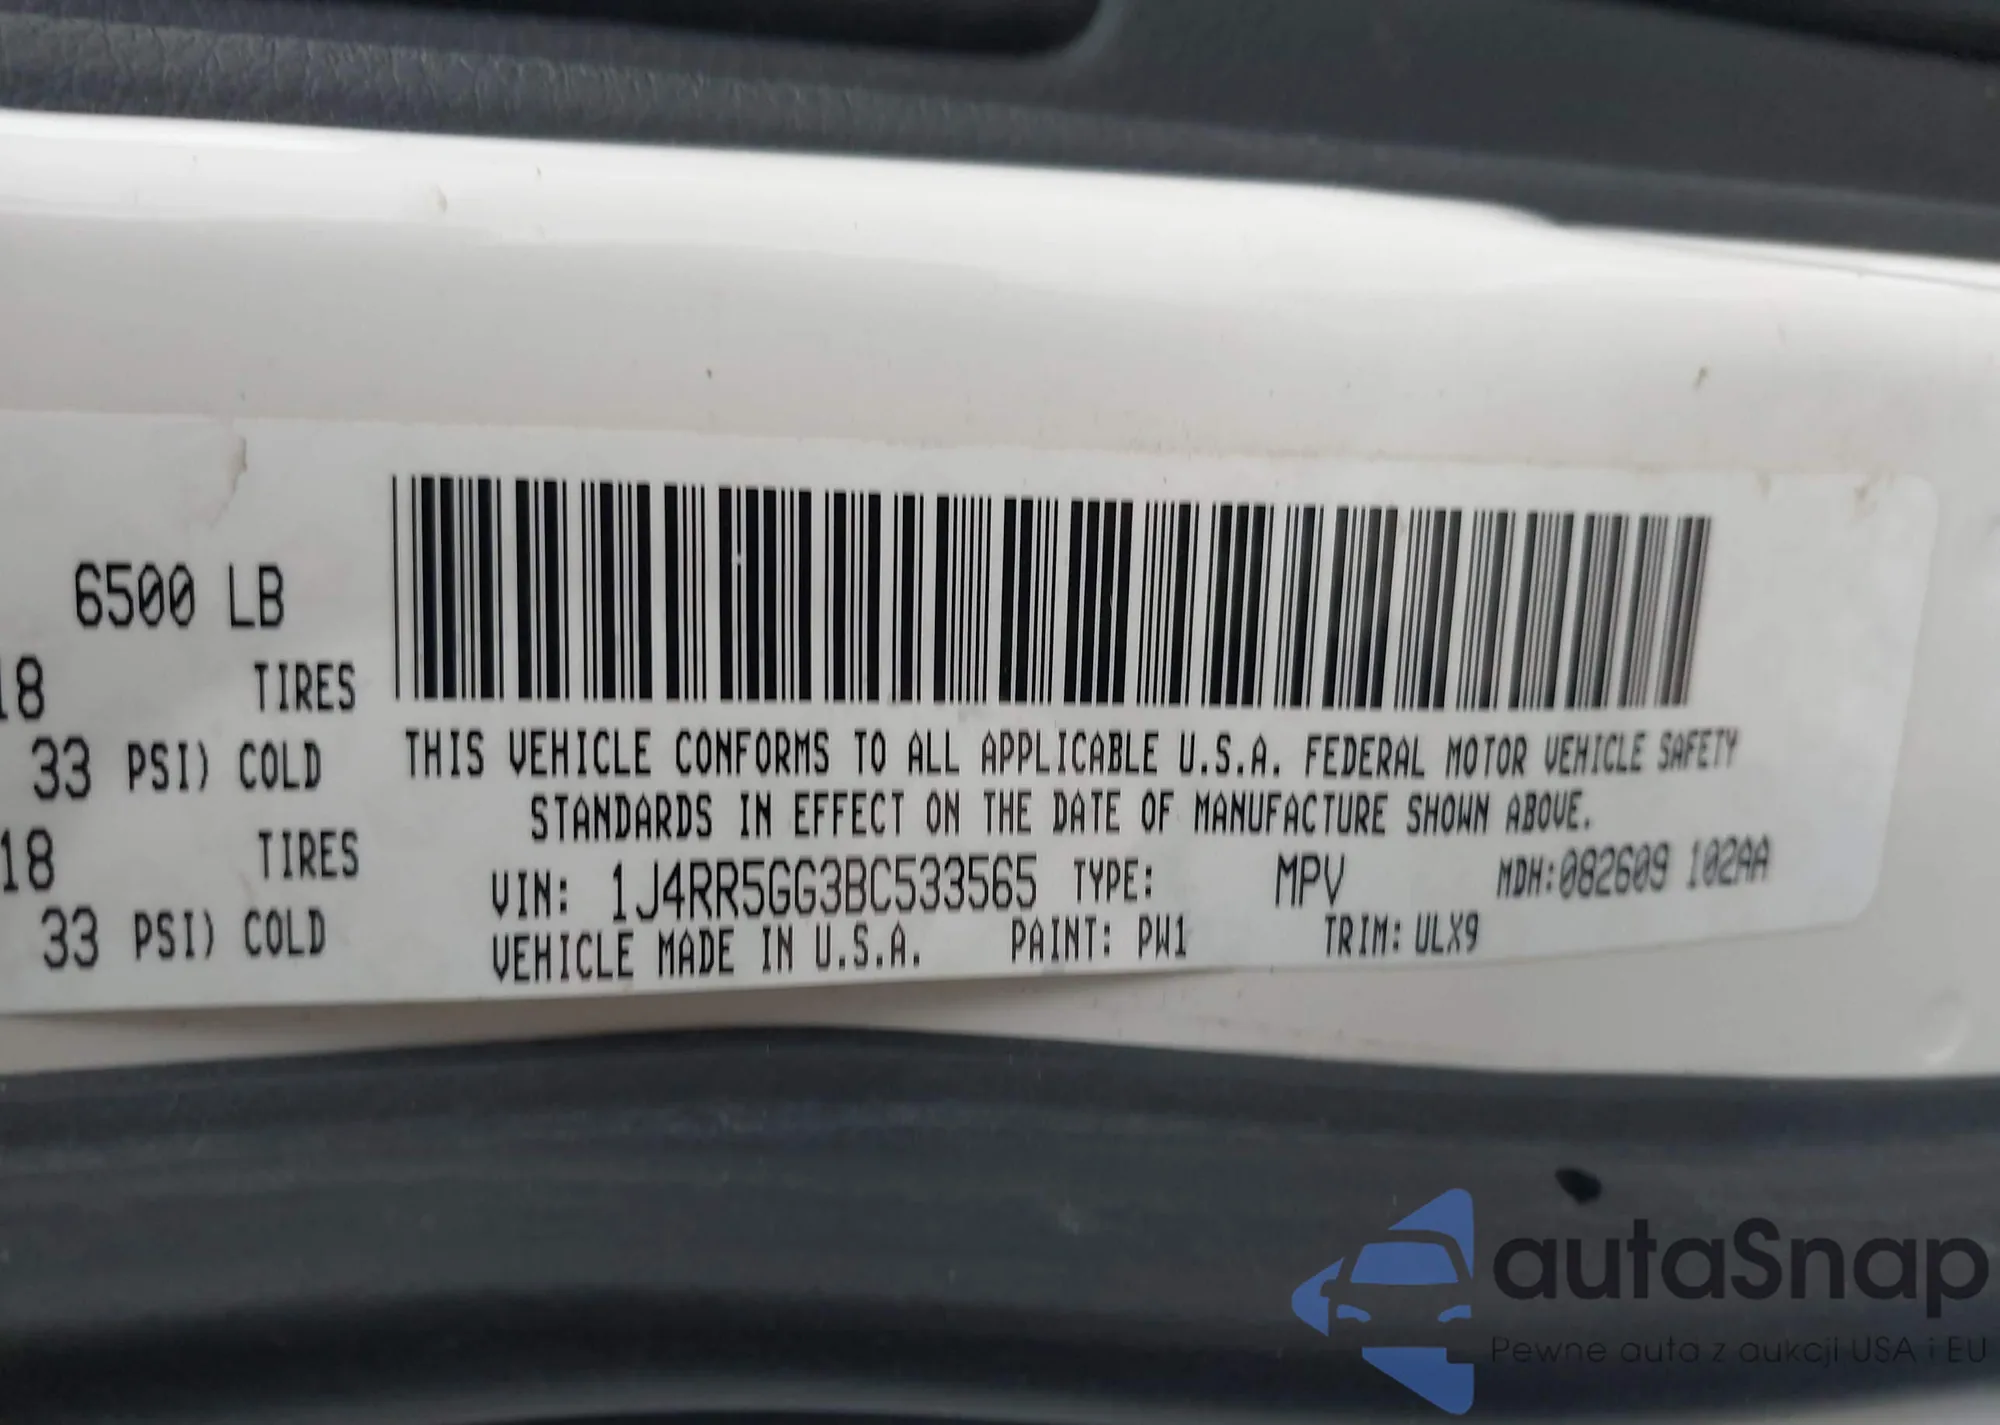 6500 LB
18 TIRES
33 PSI) COLD
18 TIRES
33 PSI) COLD
THIS VEHICLE CONFORMS TO ALL APPLICABLE U.S.A. FEDERAL MOTOR VEHICLE SAFETY
STANDARDS IN EFFECT ON THE DATE OF MANUFACTURE SHOWN ABOVE.
VIN: 1J4RR5GG3BC533565 TYPE: MPV MDH:082609 102AA
VEHICLE MADE IN U.S.A. PAINT: PW1 TRIM: ULX9
autaSnap
Pewne auta z aukcji USA i EU